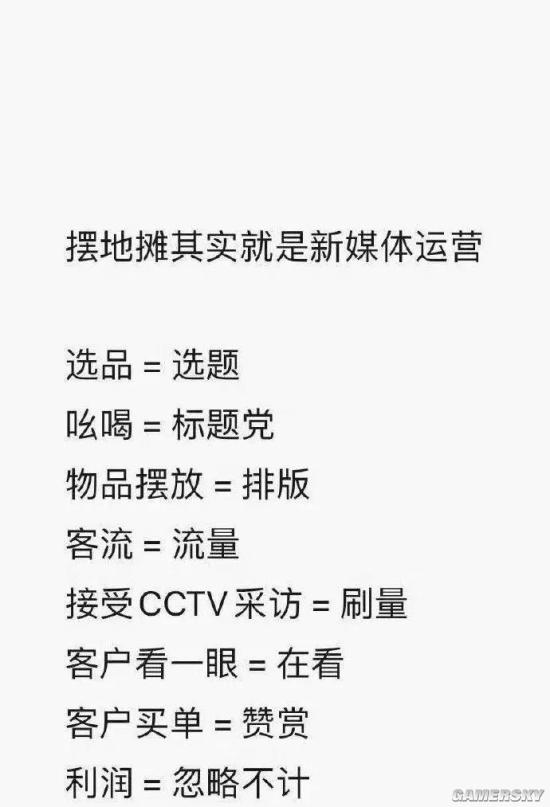 摆地摊其实就是新媒体运营
选品 = 选题
吆喝 = 标题党
物品摆放 = 排版
客流 = 流量
接受CCTV采访 = 刷量
客户看一眼 = 在看
客户买单 = 赞赏
利润 = 忽略不计
GAMERSKY